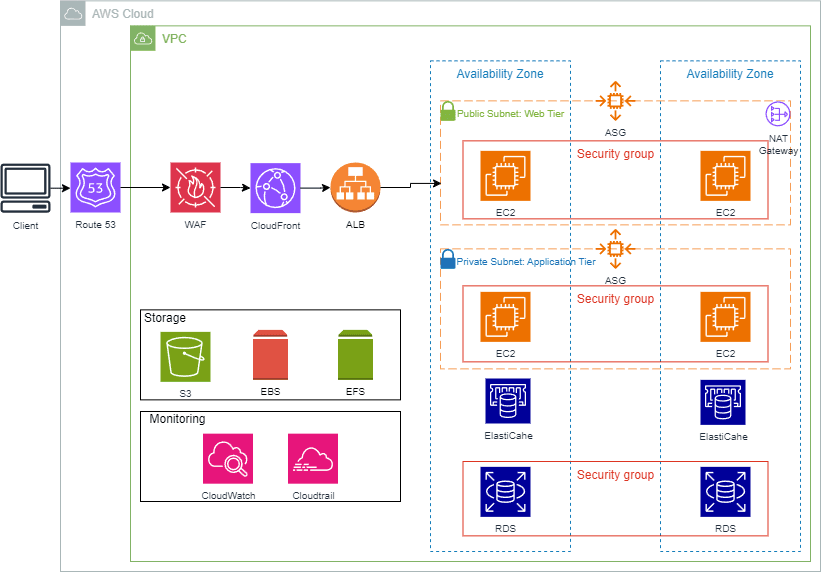 AWS Cloud
VPC
Availability Zone
Availability Zone
Public Subnet: Web Tier
ASG
NAT
Gateway
Security group
EC2
EC2
53
Client
Route 53
WAF
CloudFront
ALB
Private Subnet: Application Tier
ASG
Security group
EC2
EC2
Storage
S3
EBS
EFS
ElastiCahe
ElastiCahe
Monitoring
CloudWatch
Cloudtrail
Security group
RDS
RDS